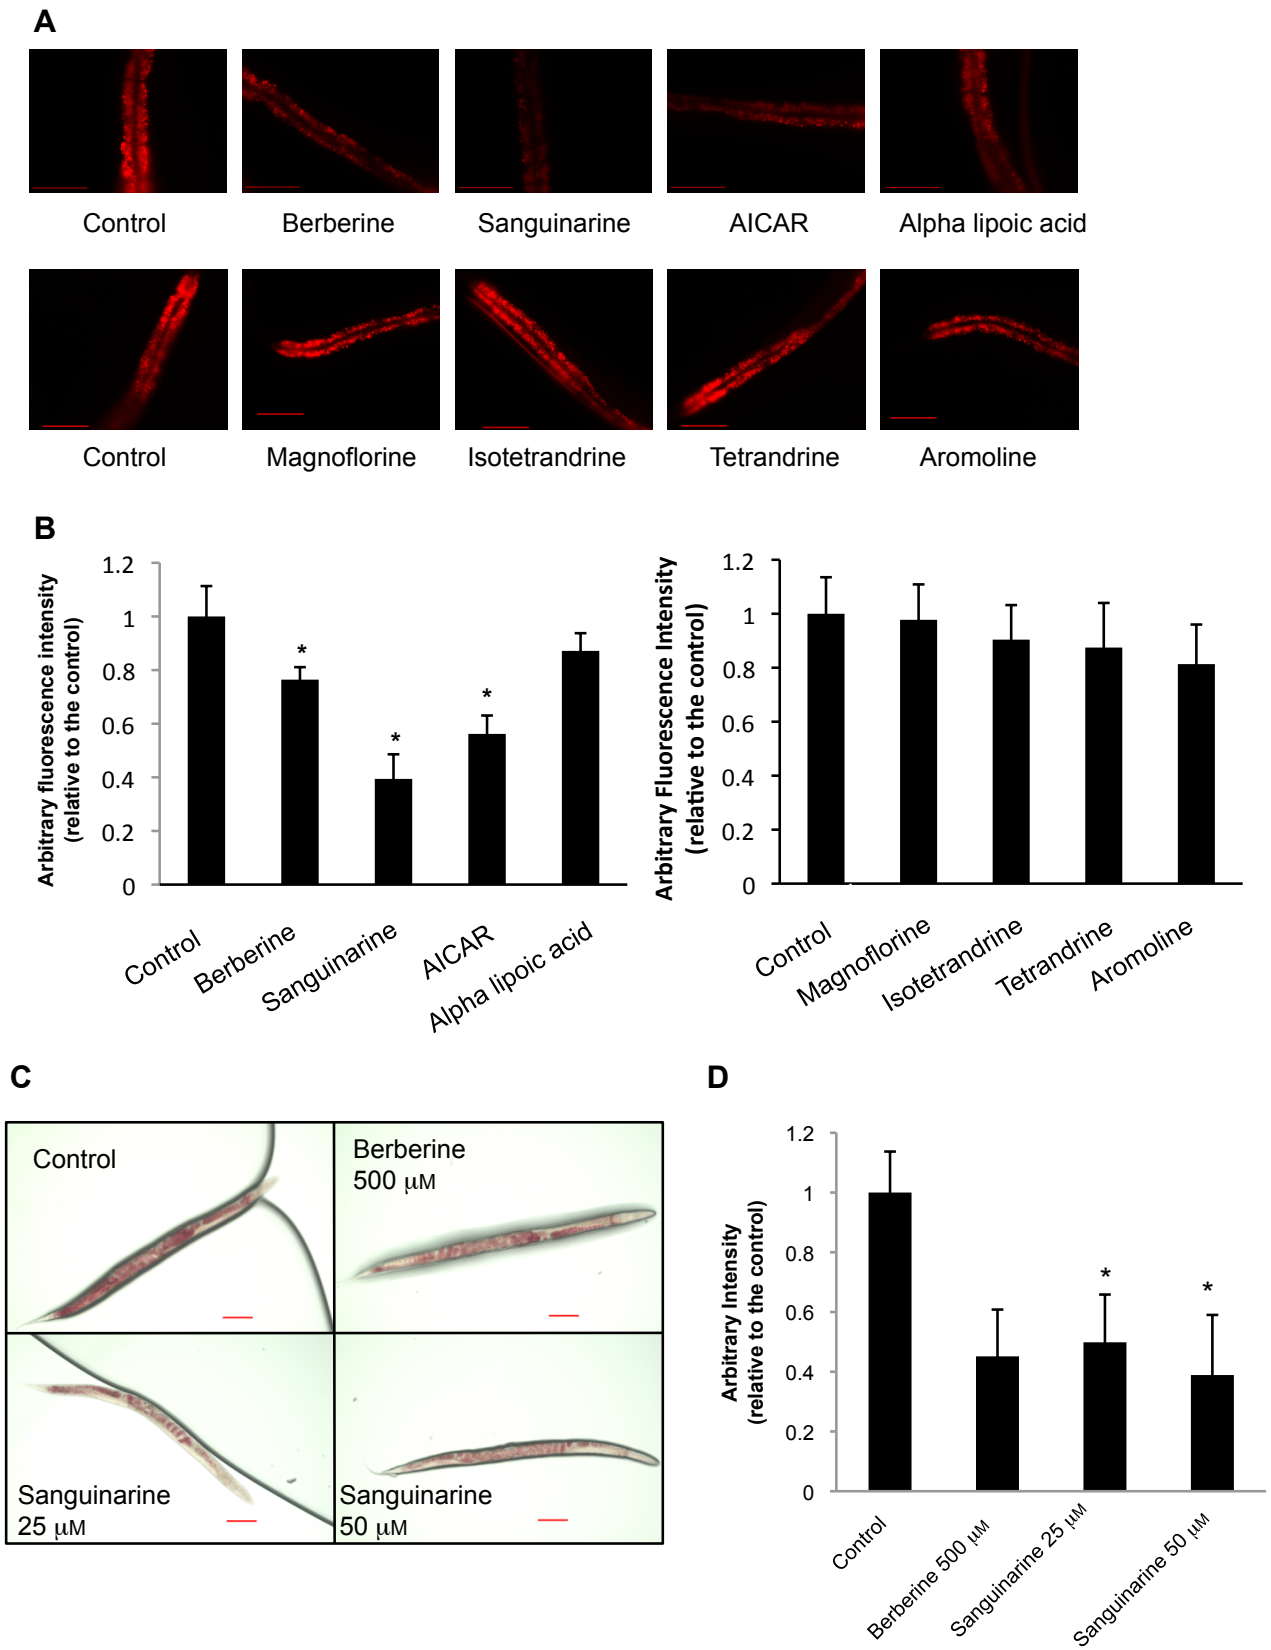 A
Control Berberine Sanguinarine AICAR Alpha lipoic acid
Control Magnoflorine Isotetrandrine Tetrandrine Aromoline
B
Arbitrary fluorescence intensity
(relative to the control)
1.2
1
0.8
0.6
0.4
0.2
0
*
*
*
Control
Berberine
Sanguinarine
AICAR
Alpha lipoic acid
Arbitrary Fluorescence Intensity
(relative to the control)
1.2
1
0.8
0.6
0.4
0.2
0
Control
Magnoflorine
Isotetrandrine
Tetrandrine
Aromoline
C
Control
Berberine
500 μM
Sanguinarine
25 μM
Sanguinarine
50 μM
D
Arbitrary Intensity
(relative to the control)
1.2
1
0.8
0.6
0.4
0.2
0
*
*
Control
Berberine 500 μM
Sanguinarine 25 μM
Sanguinarine 50 μM